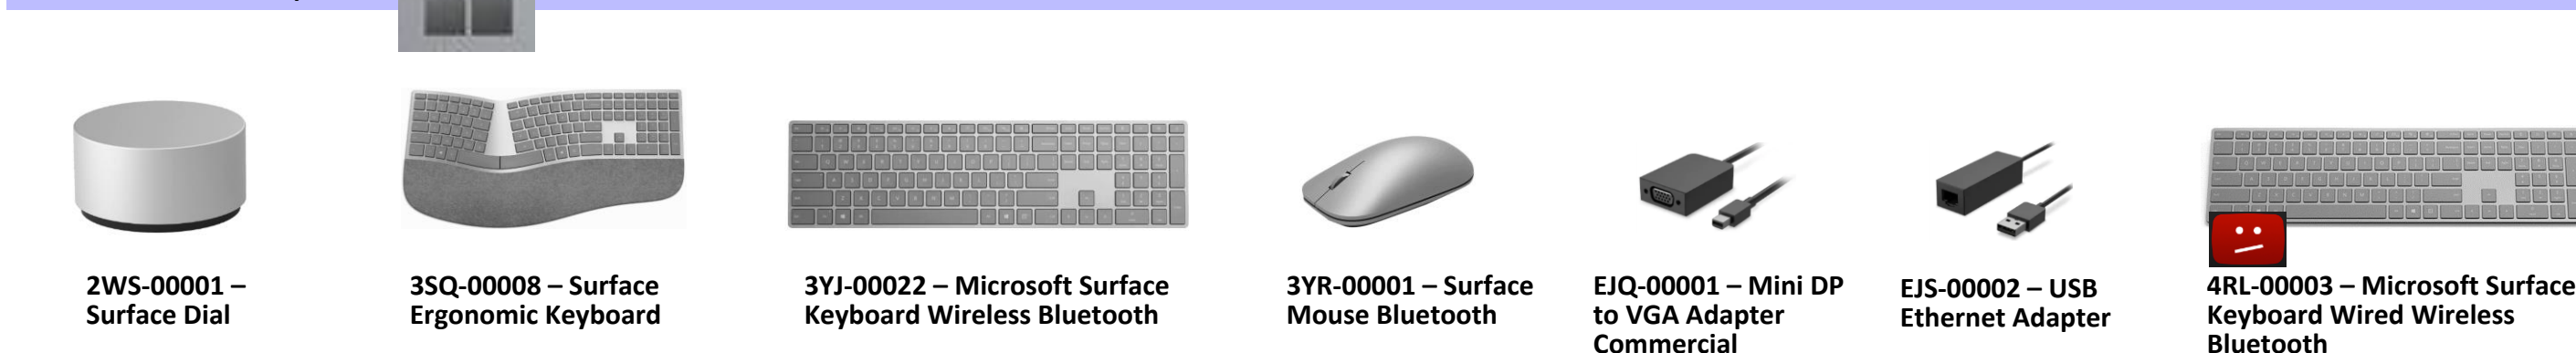 2WS-00001 –
Surface Dial
3SQ-00008 – Surface
Ergonomic Keyboard
3YJ-00022 – Microsoft Surface
Keyboard Wireless Bluetooth
3YR-00001 – Surface
Mouse Bluetooth
EJQ-00001 – Mini DP
to VGA Adapter
Commercial
EJS-00002 – USB
Ethernet Adapter
4RL-00003 – Microsoft Surface
Keyboard Wired Wireless
Bluetooth